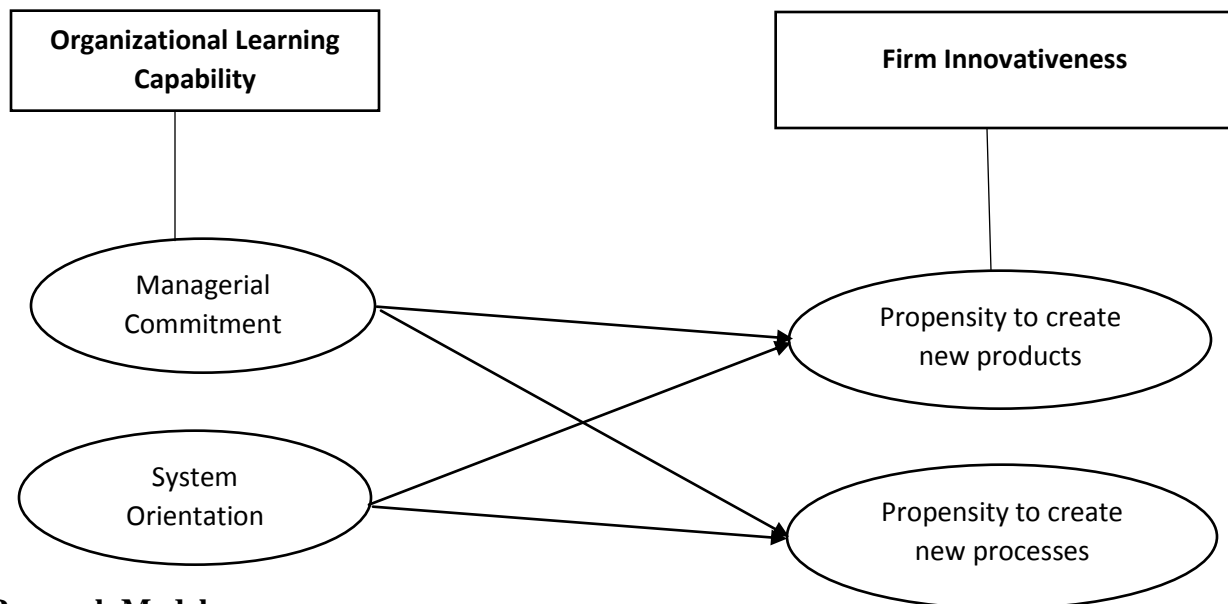 Organizational Learning
Capability
Firm Innovativeness
Managerial
Commitment
Propensity to create
new products
System
Orientation
Propensity to create
new processes